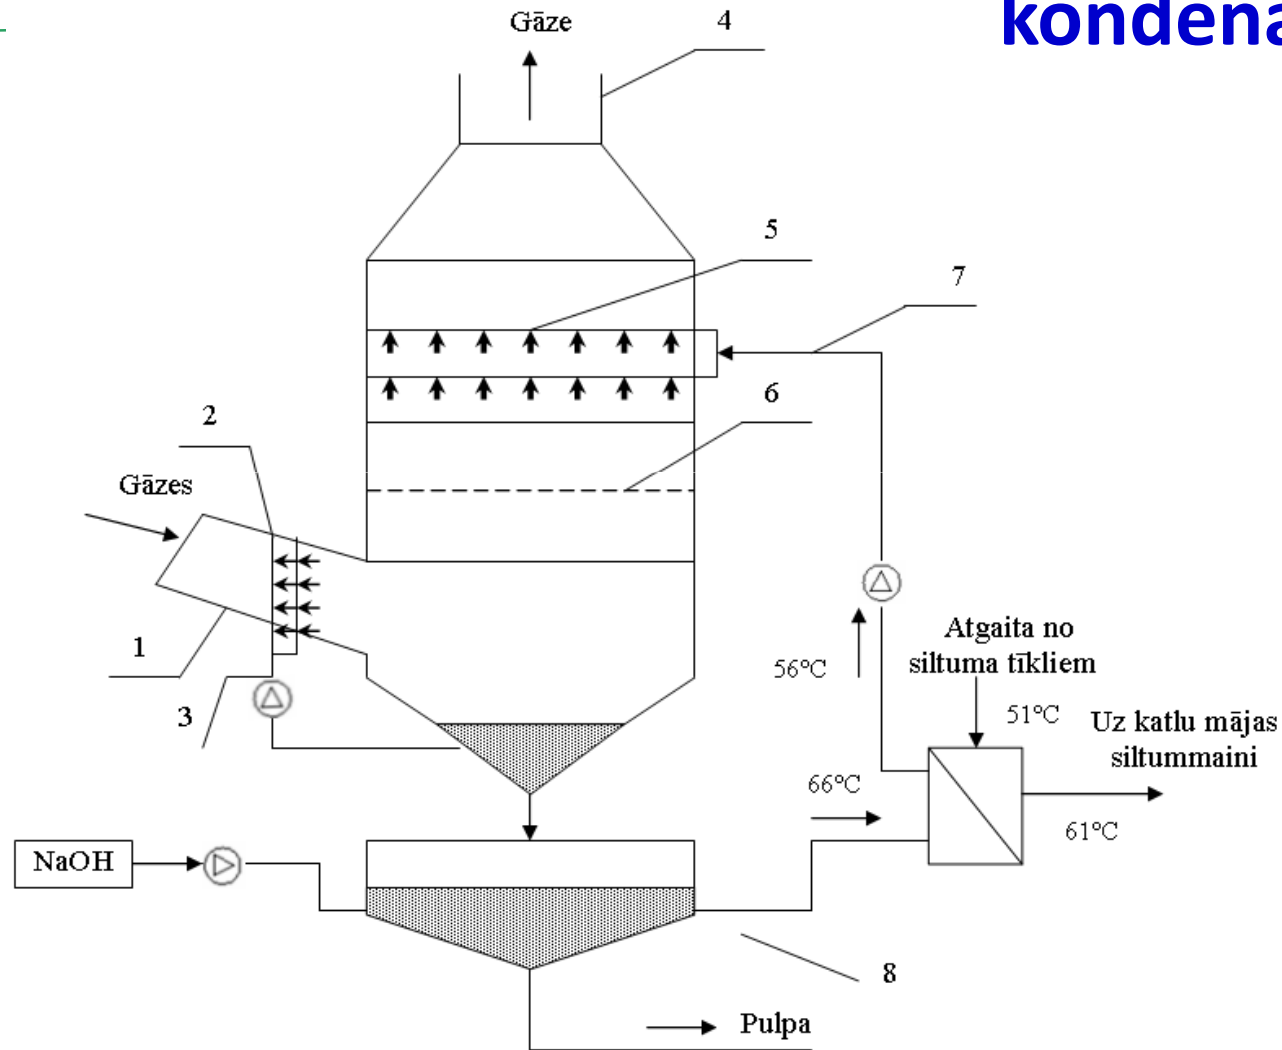 kondena
Gāze
4
5
7
6
2
Gāzes
1
3
56°C
Atgaita no
siltuma tīkliem
51°C
Uz katlu mājas
siltummaini
66°C
61°C
NaOH
8
Pulpa